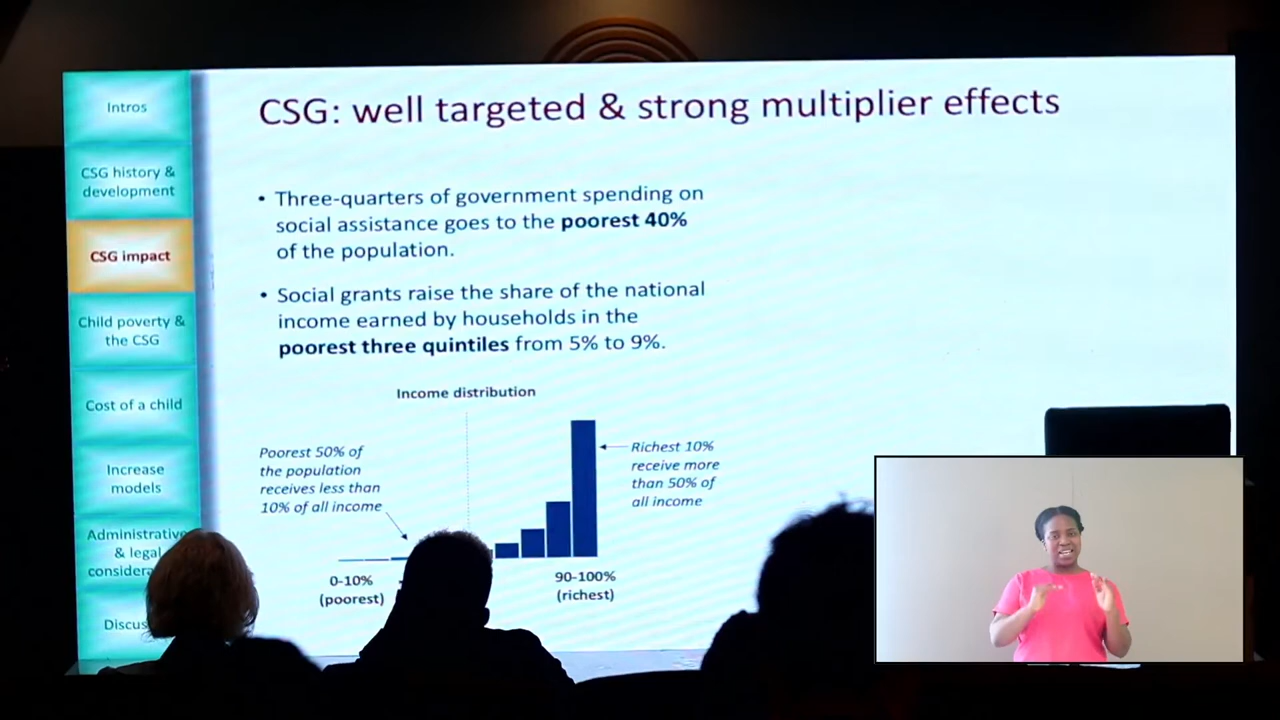 Intros
CSG history &
development
CSG impact
Child poverty &
the CSG
Cost of a child
Increase
models
Administrative
& legal
CSG: well targeted & strong multiplier effects
• Three-quarters of government spending on
social assistance goes to the poorest 40%
of the population.
• Social grants raise the share of the national
income earned by households in the
poorest three quintiles from 5% to 9%.
Income distribution
Poorest 50% of
the population
receives less than
10% of all income
Richest 10%
receive more
than 50% of
all income
0-10%
(poorest)
90-100%
(richest)